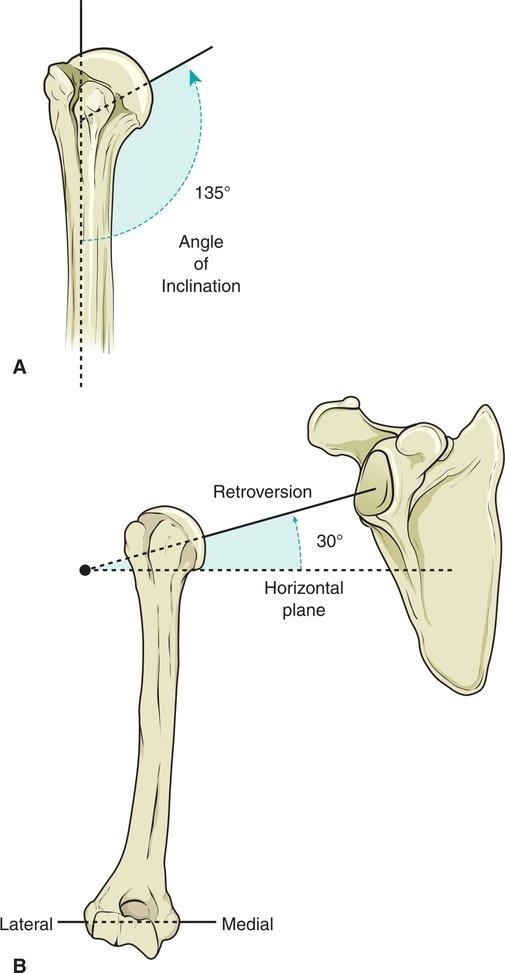 135°
Angle
of
Inclination
A
Retroversion
30°
Horizontal
plane
Lateral
Medial
B